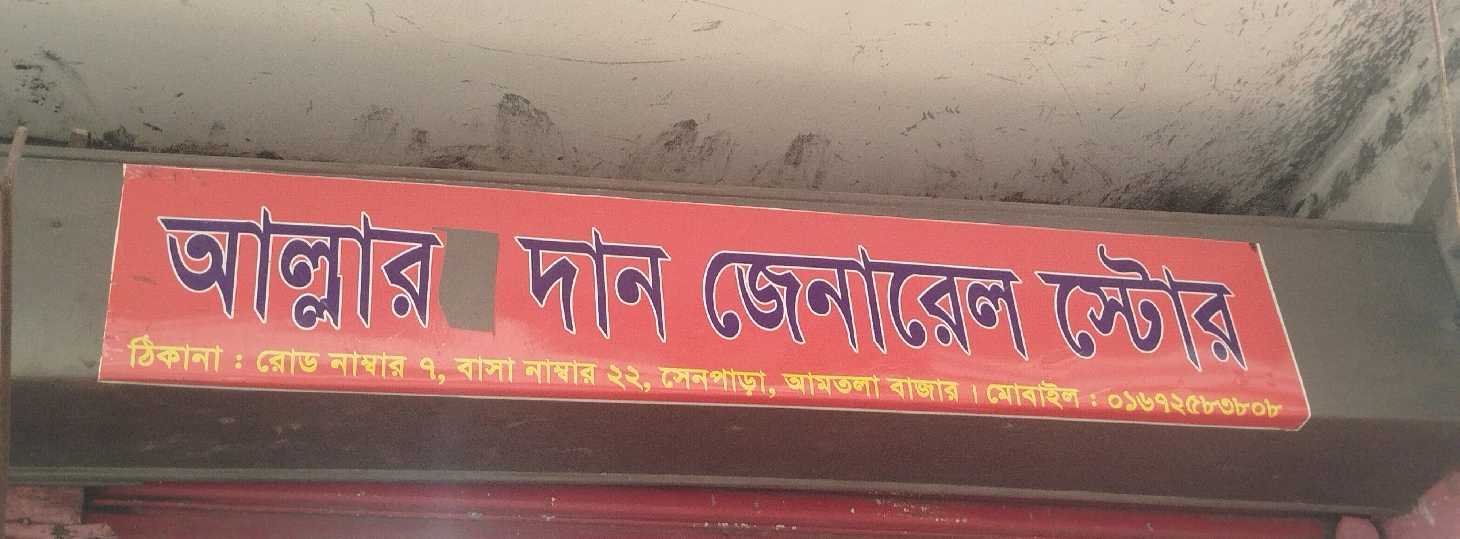 আল্লার দান জেনারেল স্টোর
ঠিকানা : রোড নাম্বার ৭, বাসা নাম্বার ২২, সেনপাড়া, আমতলা বাজার । মোবাইল : ০১৬৭২৫৮৩৮০৮